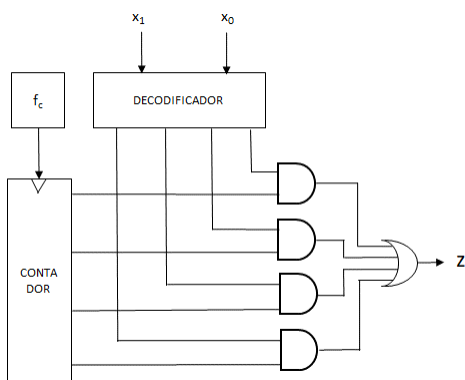 x1 x0
fc
DECODIFICADOR
CONTA
DOR
Z